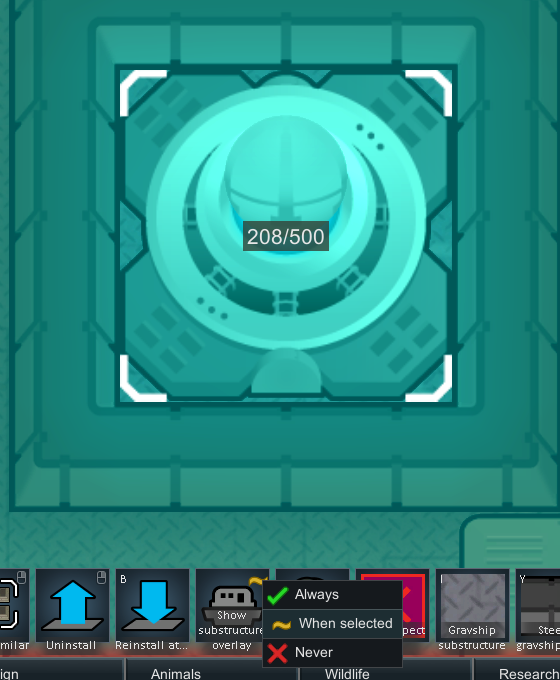 208/500
B
I
Y
Always
When selected
Never
milar
Uninstall
Reinstall at...
Show
substructure
overlay
pect
Gravship
substructure
Stee
gravship
ign
Animals
Wildlife
Research